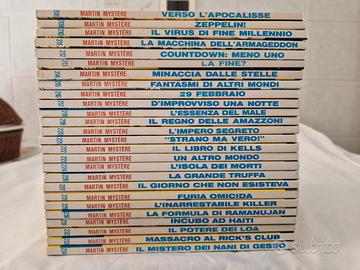 MARTIN MYSTÈRE VERSO L'APOCALISSE
MARTIN MYSTÈRE ZEPPELIN!
MARTIN MYSTÈRE IL VIRUS DI FINE MILLENNIO
MARTIN MYSTÈRE LA MACCHINA DELL'ARMAGEDDON
MARTIN MYSTÈRE COUNTDOWN: MENO UNO
MARTIN MYSTÈRE LA FINE?
MARTIN MYSTÈRE MINACCIA DALLE STELLE
MARTIN MYSTÈRE FANTASMI DI ALTRI MONDI
MARTIN MYSTÈRE 29 FEBBRAIO
MARTIN MYSTÈRE D'IMPROVVISO UNA NOTTE
MARTIN MYSTÈRE L'ESSENZA DEL MALE
MARTIN MYSTÈRE IL REGNO DELLE AMAZZONI
MARTIN MYSTÈRE L'IMPERO SEGRETO
MARTIN MYSTÈRE "STRANO MA VERO!"
MARTIN MYSTÈRE IL LIBRO DI KELLS
MARTIN MYSTÈRE UN ALTRO MONDO
MARTIN MYSTÈRE L'ISOLA DEI MORTI
MARTIN MYSTÈRE LA GRANDE TRUFFA
MARTIN MYSTÈRE IL GIORNO CHE NON ESISTEVA
MARTIN MYSTÈRE FURIA OMICIDA
MARTIN MYSTÈRE L'INARRESTABILE KILLER
MARTIN MYSTÈRE LA FORMULA DI RAMANUJAN
MARTIN MYSTÈRE INCUBO AD HAITI
MARTIN MYSTÈRE IL POTERE DEI LOA
MARTIN MYSTÈRE MASSACRO AL RICK'S CLUB
MARTIN MYSTÈRE IL MISTERO DEI NANI DI GESSO
subito